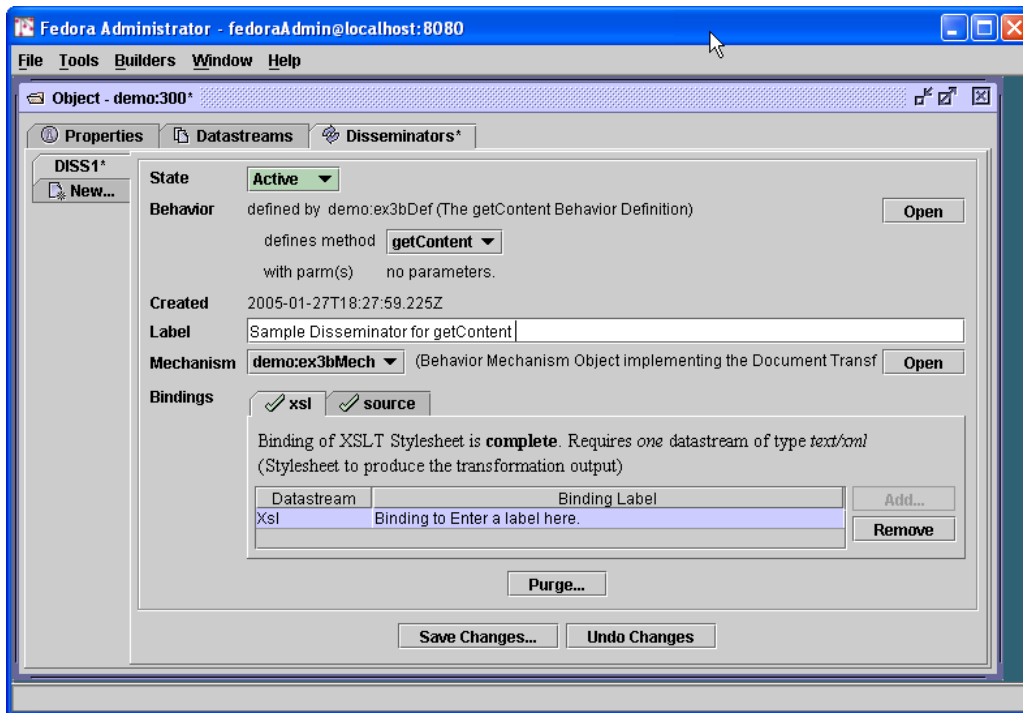 Fedora Administrator - fedoraAdmin@localhost:8080
File Tools Builders Window Help
Object - demo:300*
Properties Datastreams Disseminators*
DISS1*
New...
State Active
Behavior defined by demo:ex3bDef (The getContent Behavior Definition) Open
defines method getContent
with parm(s) no parameters.
Created 2005-01-27T18:27:59.225Z
Label Sample Disseminator for getContent
Mechanism demo:ex3bMech (Behavior Mechanism Object implementing the Document Transf Open
Bindings xsl source
Binding of XSLT Stylesheet is complete. Requires one datastream of type text/xml
(Stylesheet to produce the transformation output)
Datastream Binding Label Add...
Xsl Binding to Enter a label here.
Remove
Purge...
Save Changes... Undo Changes